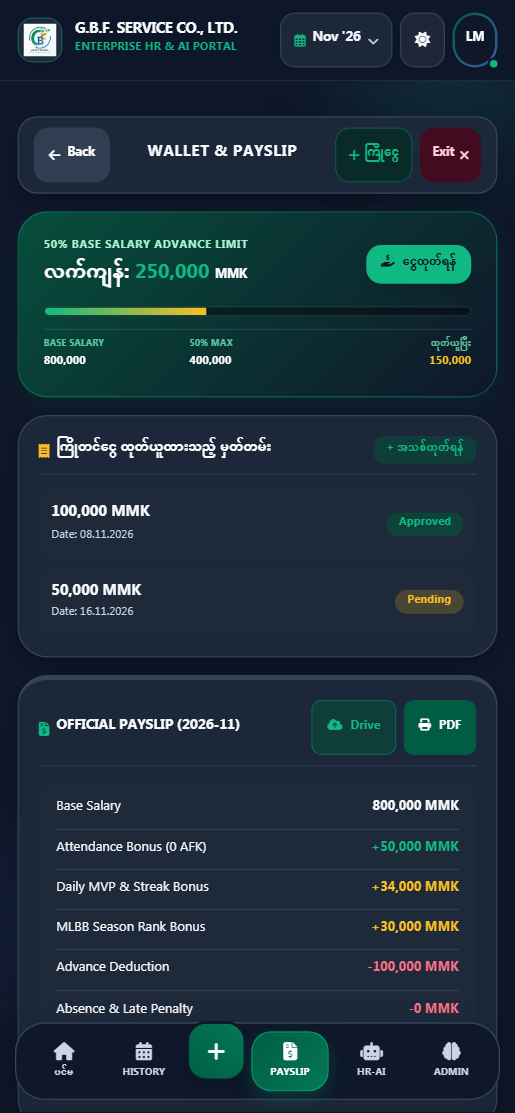 G.B.F. SERVICE CO., LTD.
ENTERPRISE HR & AI PORTAL
Nov '26
LM
Back
WALLET & PAYSLIP
+ ကြိုငွေ
Exit ×
50% BASE SALARY ADVANCE LIMIT
လက်ကျန်: 250,000 MMK
ငွေထုတ်ရန်
BASE SALARY
50% MAX
ထုတ်ယူပြီး
800,000
400,000
150,000
ကြိုတင်ငွေ ထုတ်ယူထားသည့် မှတ်တမ်း
+ အသစ်ထုတ်ရန်
100,000 MMK
Approved
Date: 08.11.2026
50,000 MMK
Pending
Date: 16.11.2026
OFFICIAL PAYSLIP (2026-11)
Drive
PDF
Base Salary 800,000 MMK
Attendance Bonus (0 AFK) +50,000 MMK
Daily MVP & Streak Bonus +34,000 MMK
MLBB Season Rank Bonus +30,000 MMK
Advance Deduction -100,000 MMK
Absence & Late Penalty -0 MMK
ပင်မ
HISTORY
+
PAYSLIP
HR-AI
ADMIN